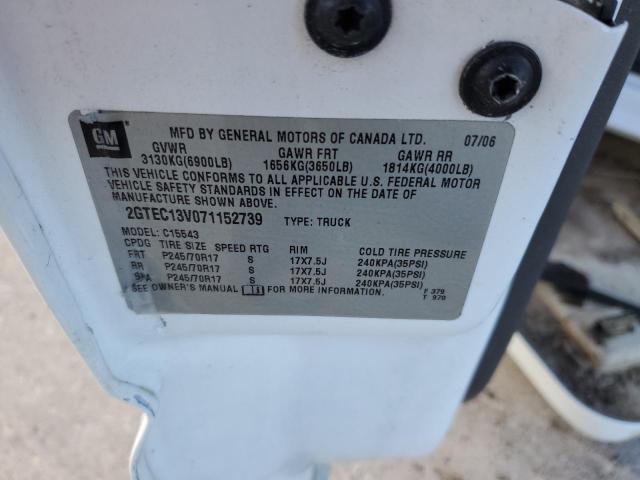 GM
MFD BY GENERAL MOTORS OF CANADA LTD. 07/06
GVWR GAWR FRT GAWR RR
3130KG(6900LB) 1656KG(3650LB) 1814KG(4000LB)
THIS VEHICLE CONFORMS TO ALL APPLICABLE U.S. FEDERAL MOTOR
VEHICLE SAFETY STANDARDS IN EFFECT ON THE DATE OF
MANUFACTURE SHOWN ABOVE.
2GTEC13V071152739 TYPE: TRUCK
MODEL: C15543
CPDG TIRE SIZE SPEED RTG RIM COLD TIRE PRESSURE
FRT P245/70R17 S 17X7.5J 240KPA(35PSI)
RR P245/70R17 S 17X7.5J 240KPA(35PSI)
SPA P245/70R17 S 17X7.5J 240KPA(35PSI)
SEE OWNER'S MANUAL FOR MORE INFORMATION. F 379
T 970